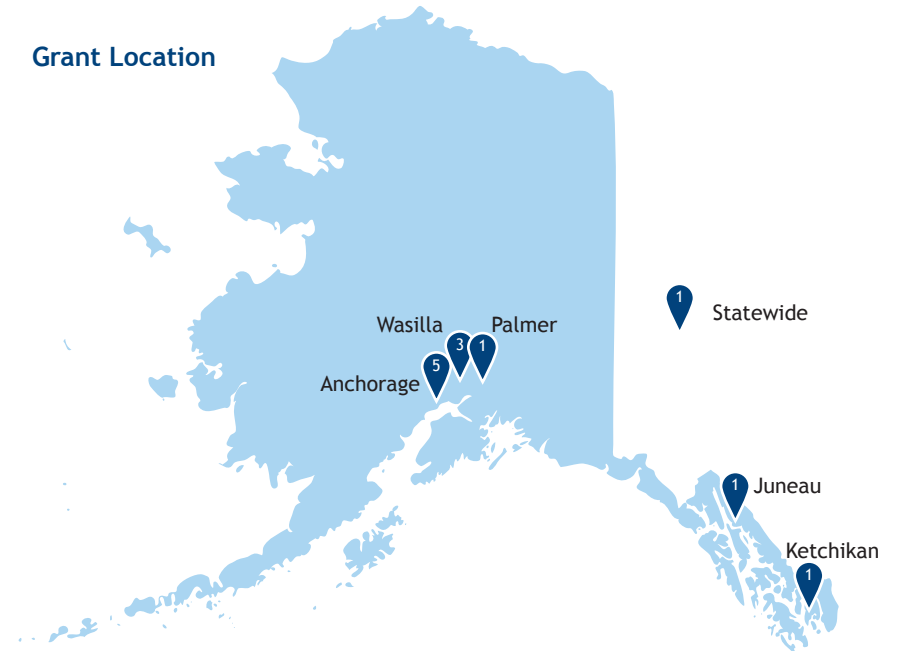 Grant Location
1
Statewide
Wasilla
3
1
Palmer
5
Anchorage
1
Juneau
Ketchikan
1